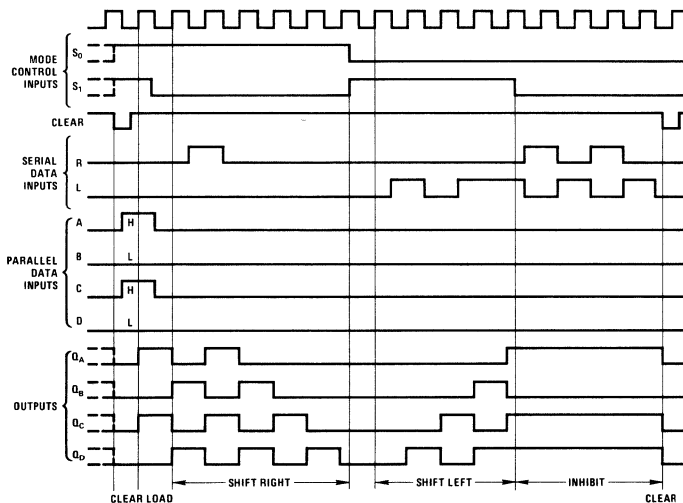 MODE CONTROL INPUTS
S0
S1
CLEAR
SERIAL DATA INPUTS
R
L
PARALLEL DATA INPUTS
A H
B L
C H
D L
OUTPUTS
QA
QB
QC
QD
SHIFT RIGHT SHIFT LEFT INHIBIT
CLEAR LOAD CLEAR